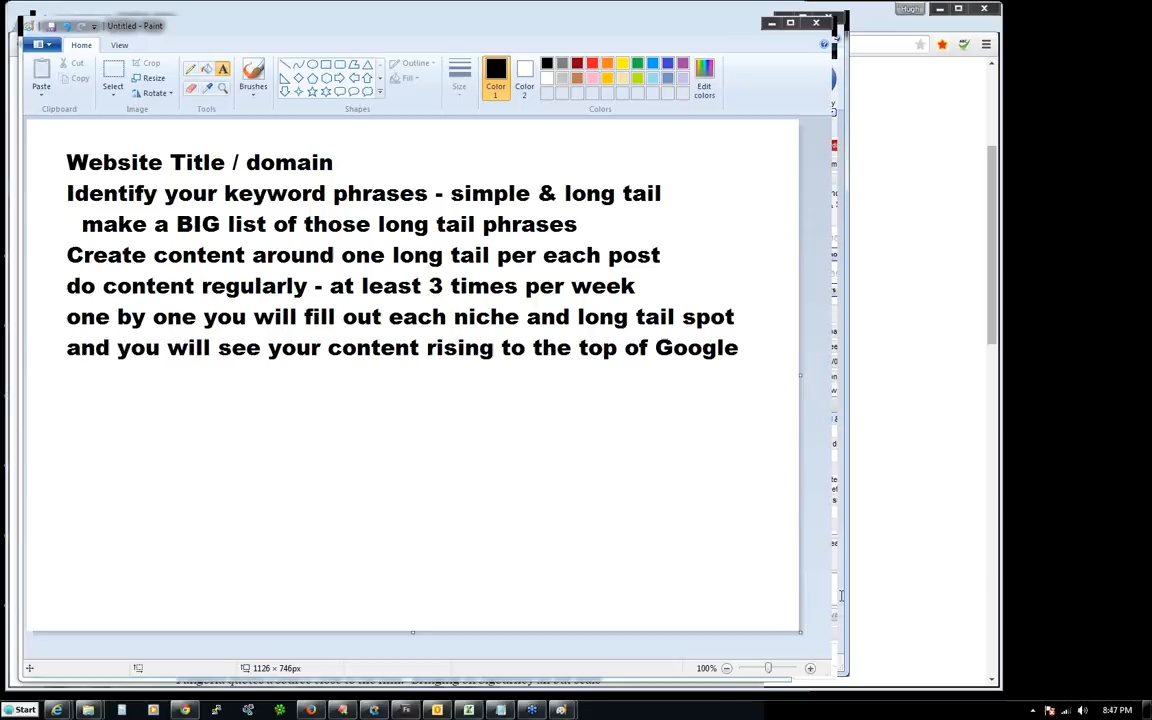 Hugh
Untitled - Paint
Home
View
Paste
Cut
Copy
Clipboard
Select
Crop
Resize
Rotate
Image
A
Tools
Brushes
Shapes
Outline
Fill
Size
Color
1
Color
2
Colors
Edit
colors
Website Title / domain
Identify your keyword phrases - simple & long tail
make a BIG list of those long tail phrases
Create content around one long tail per each post
do content regularly - at least 3 times per week
one by one you will fill out each niche and long tail spot
and you will see your content rising to the top of Google
1126 × 746px
100%
Start
8:47 PM